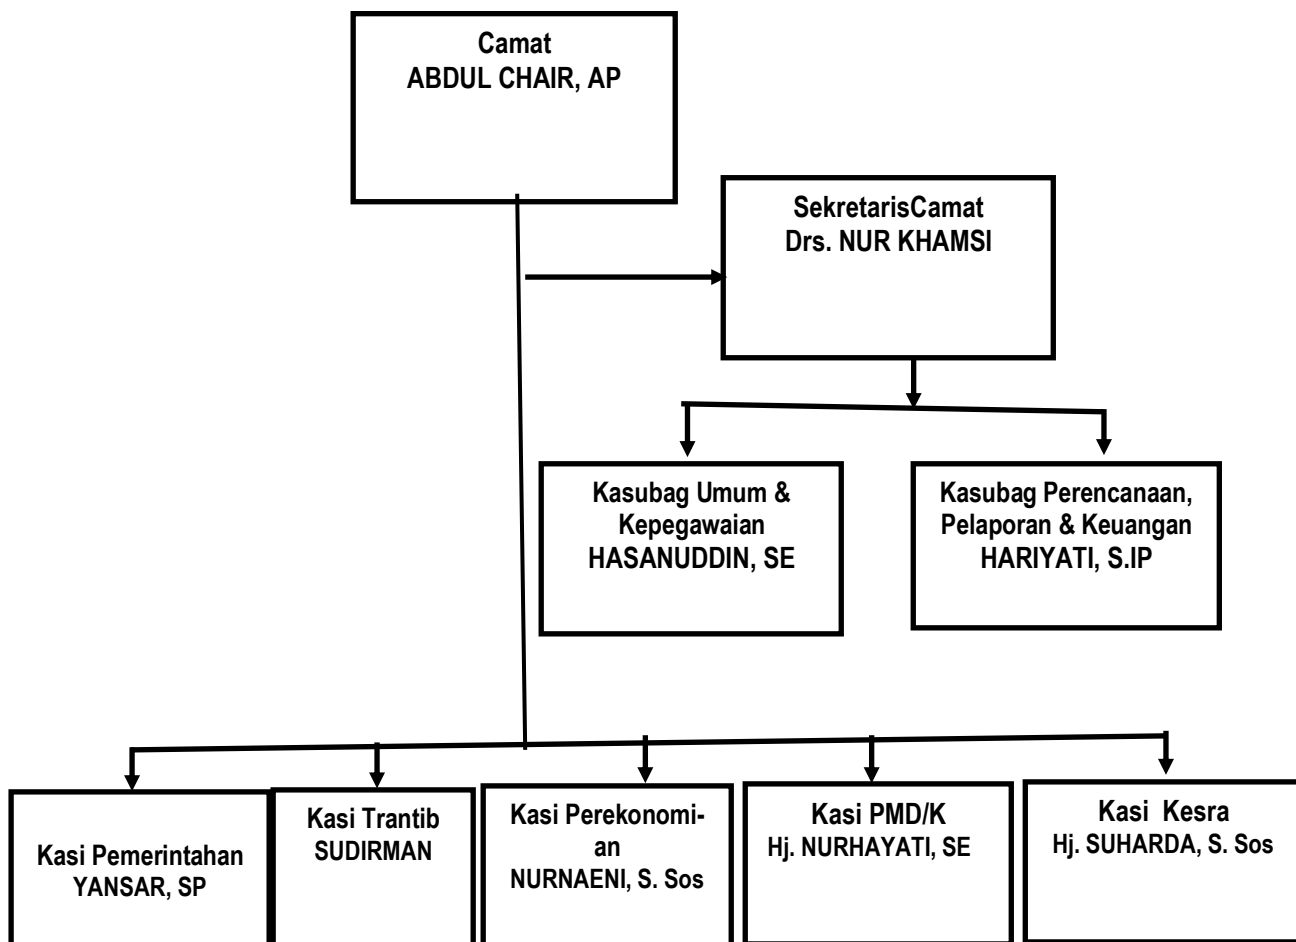 Camat
ABDUL CHAIR, AP
SekretarisCamat
Drs. NUR KHAMSI
Kasubag Umum &
Kepegawaian
HASANUDDIN, SE
Kasubag Perencanaan,
Pelaporan & Keuangan
HARIYATI, S.IP
Kasi Pemerintahan
YANSAR, SP
Kasi Trantib
SUDIRMAN
Kasi Perekonomi-
an
NURNAENI, S. Sos
Kasi PMD/K
Hj. NURHAYATI, SE
Kasi  Kesra
Hj. SUHARDA, S. Sos